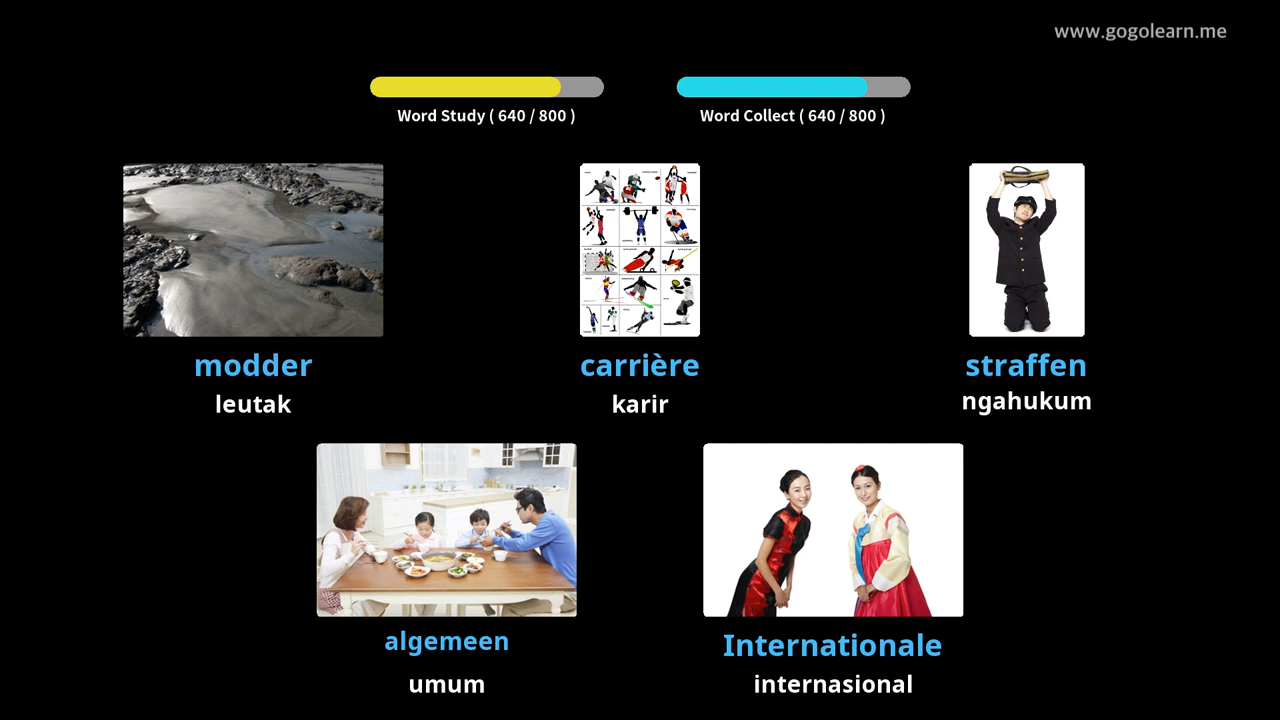 www.gogolearn.me
Word Study ( 640 / 800 )
Word Collect ( 640 / 800 )
modder
leutak
carrière
karir
straffen
ngahukum
algemeen
umum
Internationale
internasional